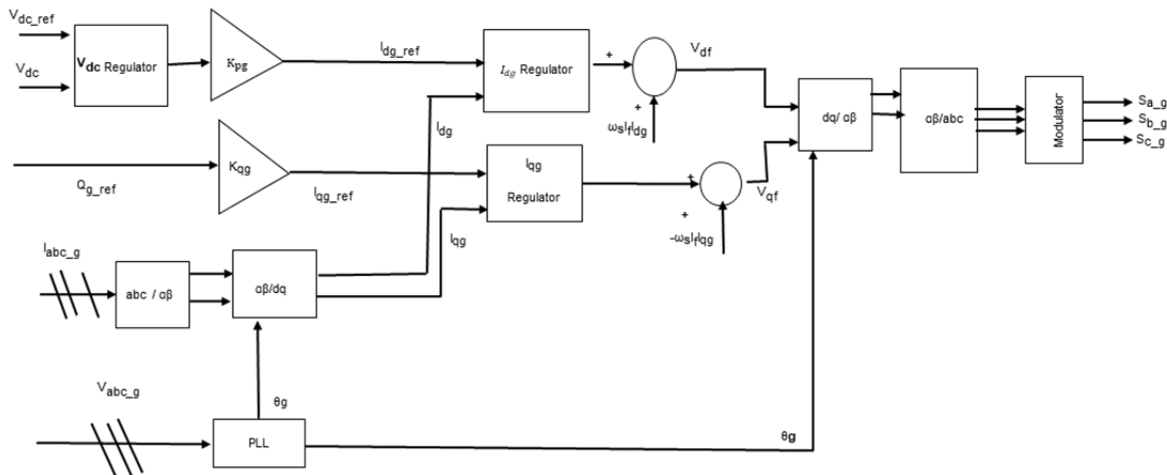 Vdc_ref
Vdc
Vdc Regulator
Kpg
Idg_ref
Idg Regulator
+
+
ωslfIdg
Vdf
Idg
Qg_ref
Kqg
Iqg_ref
Iqg
Regulator
Iqg
+
+
-ωslfIqg
Vqf
dq/ αβ
αβ/abc
Modulator
Sa_g
Sb_g
Sc_g
Iabc_g
abc / αβ
αβ/dq
Vabc_g
θg
PLL
θg